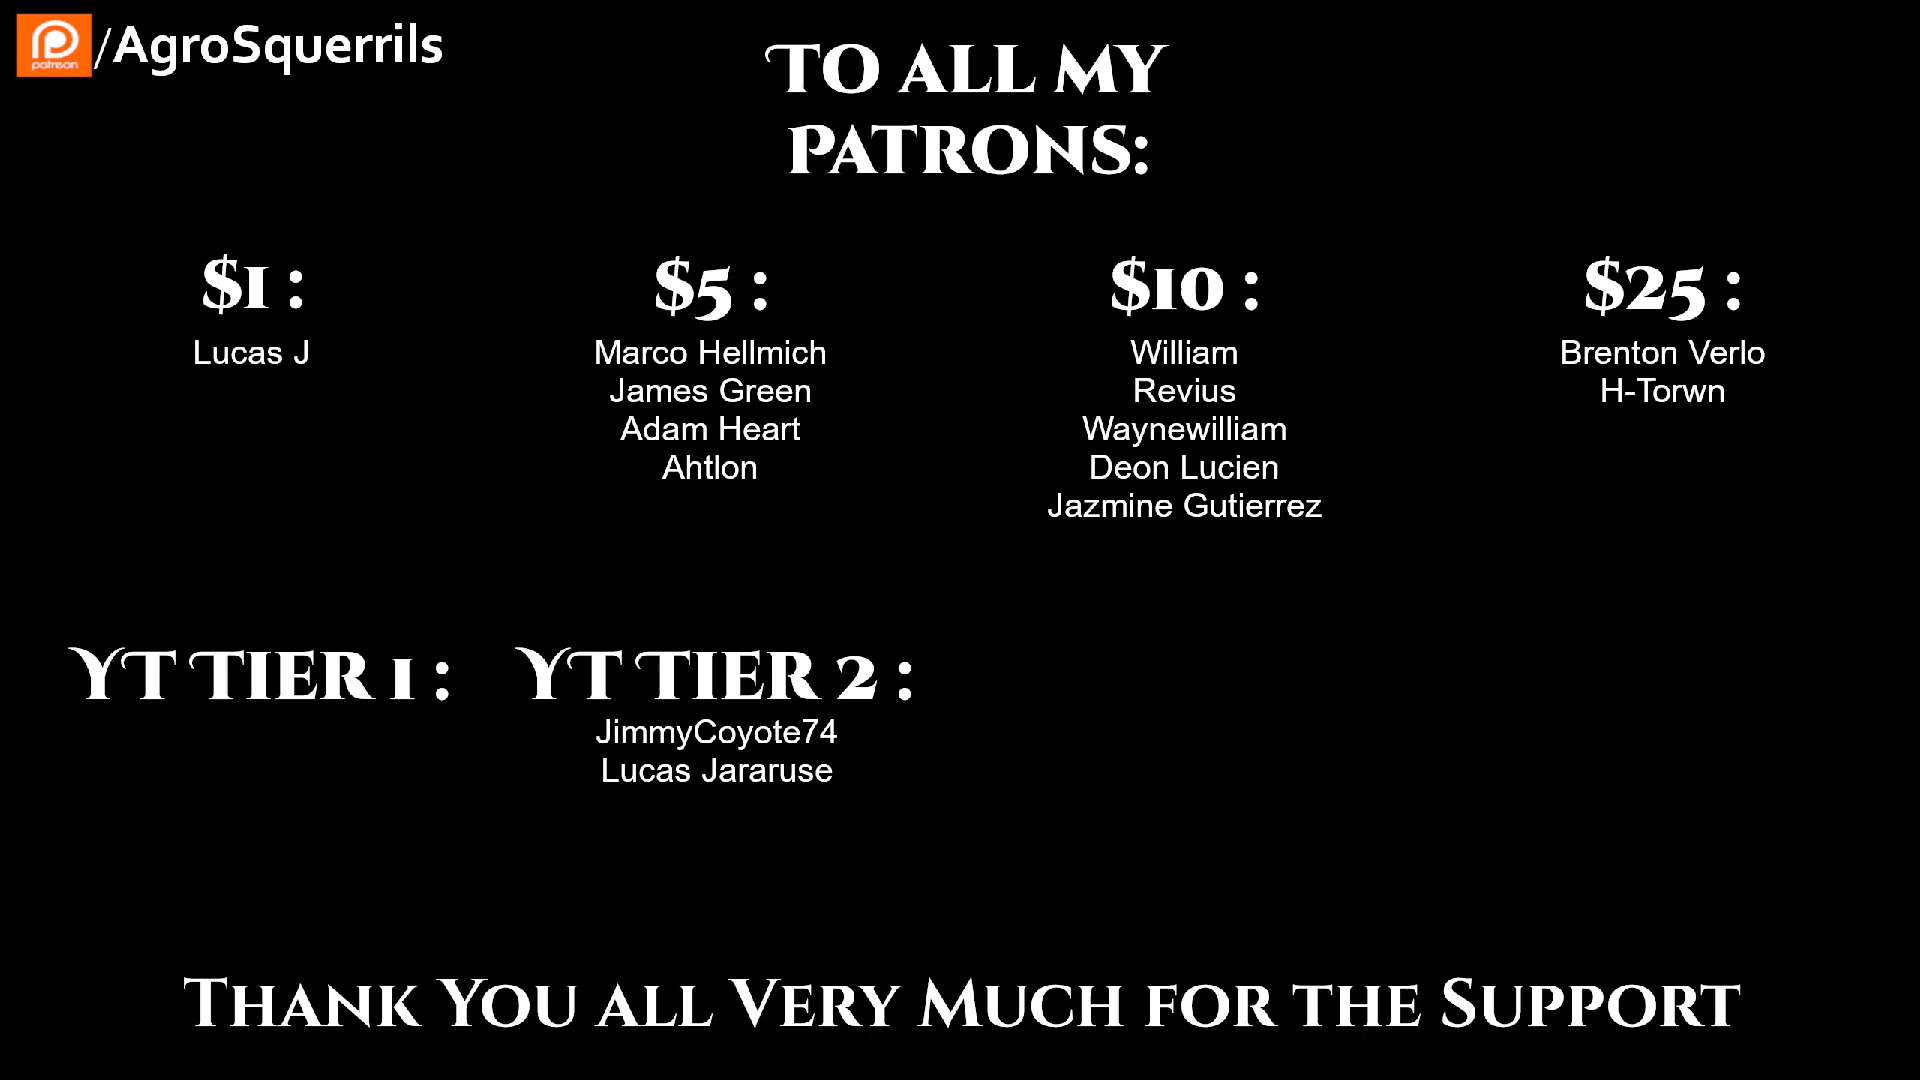 patreon
/AgroSquerrils
To all my
Patrons:
$1 :
Lucas J
$5 :
Marco Hellmich
James Green
Adam Heart
Ahtlon
$10 :
William
Revius
Waynewilliam
Deon Lucien
Jazmine Gutierrez
$25 :
Brenton Verlo
H-Torwn
YT Tier 1 :
YT Tier 2 :
JimmyCoyote74
Lucas Jararuse
Thank You all Very Much for the Support